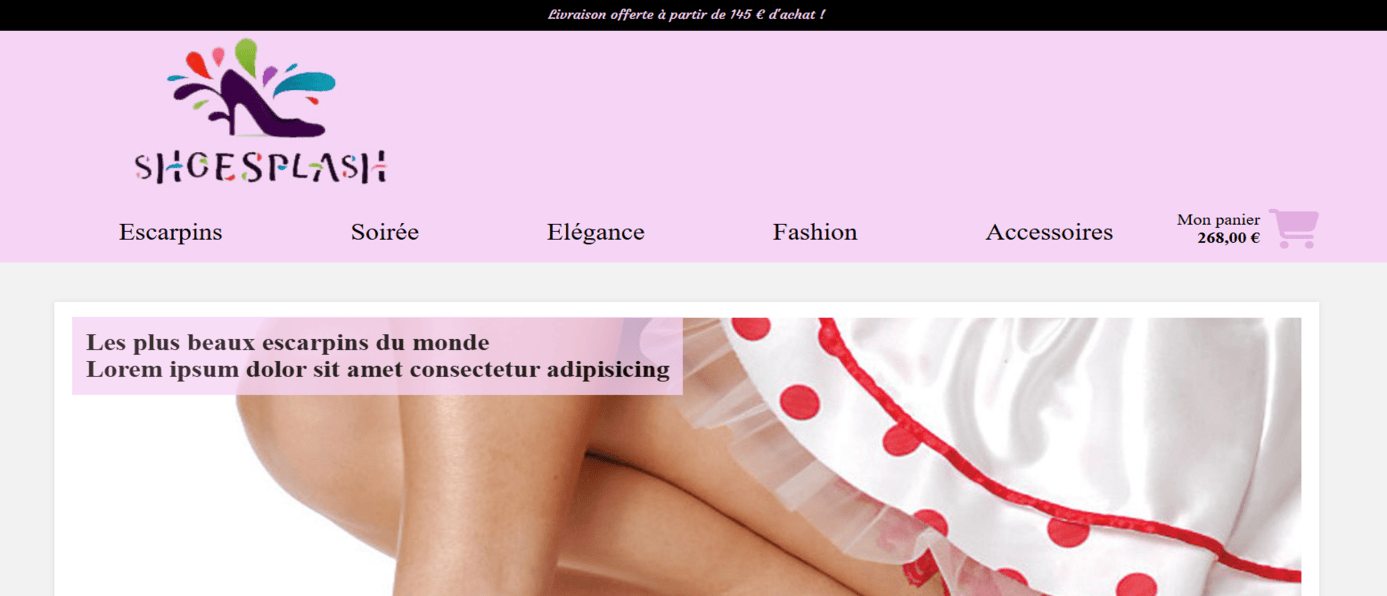 Livraison offerte à partir de 145 € d'achat !
SHOESPLASH
Escarpins
Soirée
Elégance
Fashion
Accessoires
Mon panier
268,00 €
Les plus beaux escarpins du monde
Lorem ipsum dolor sit amet consectetur adipisicing